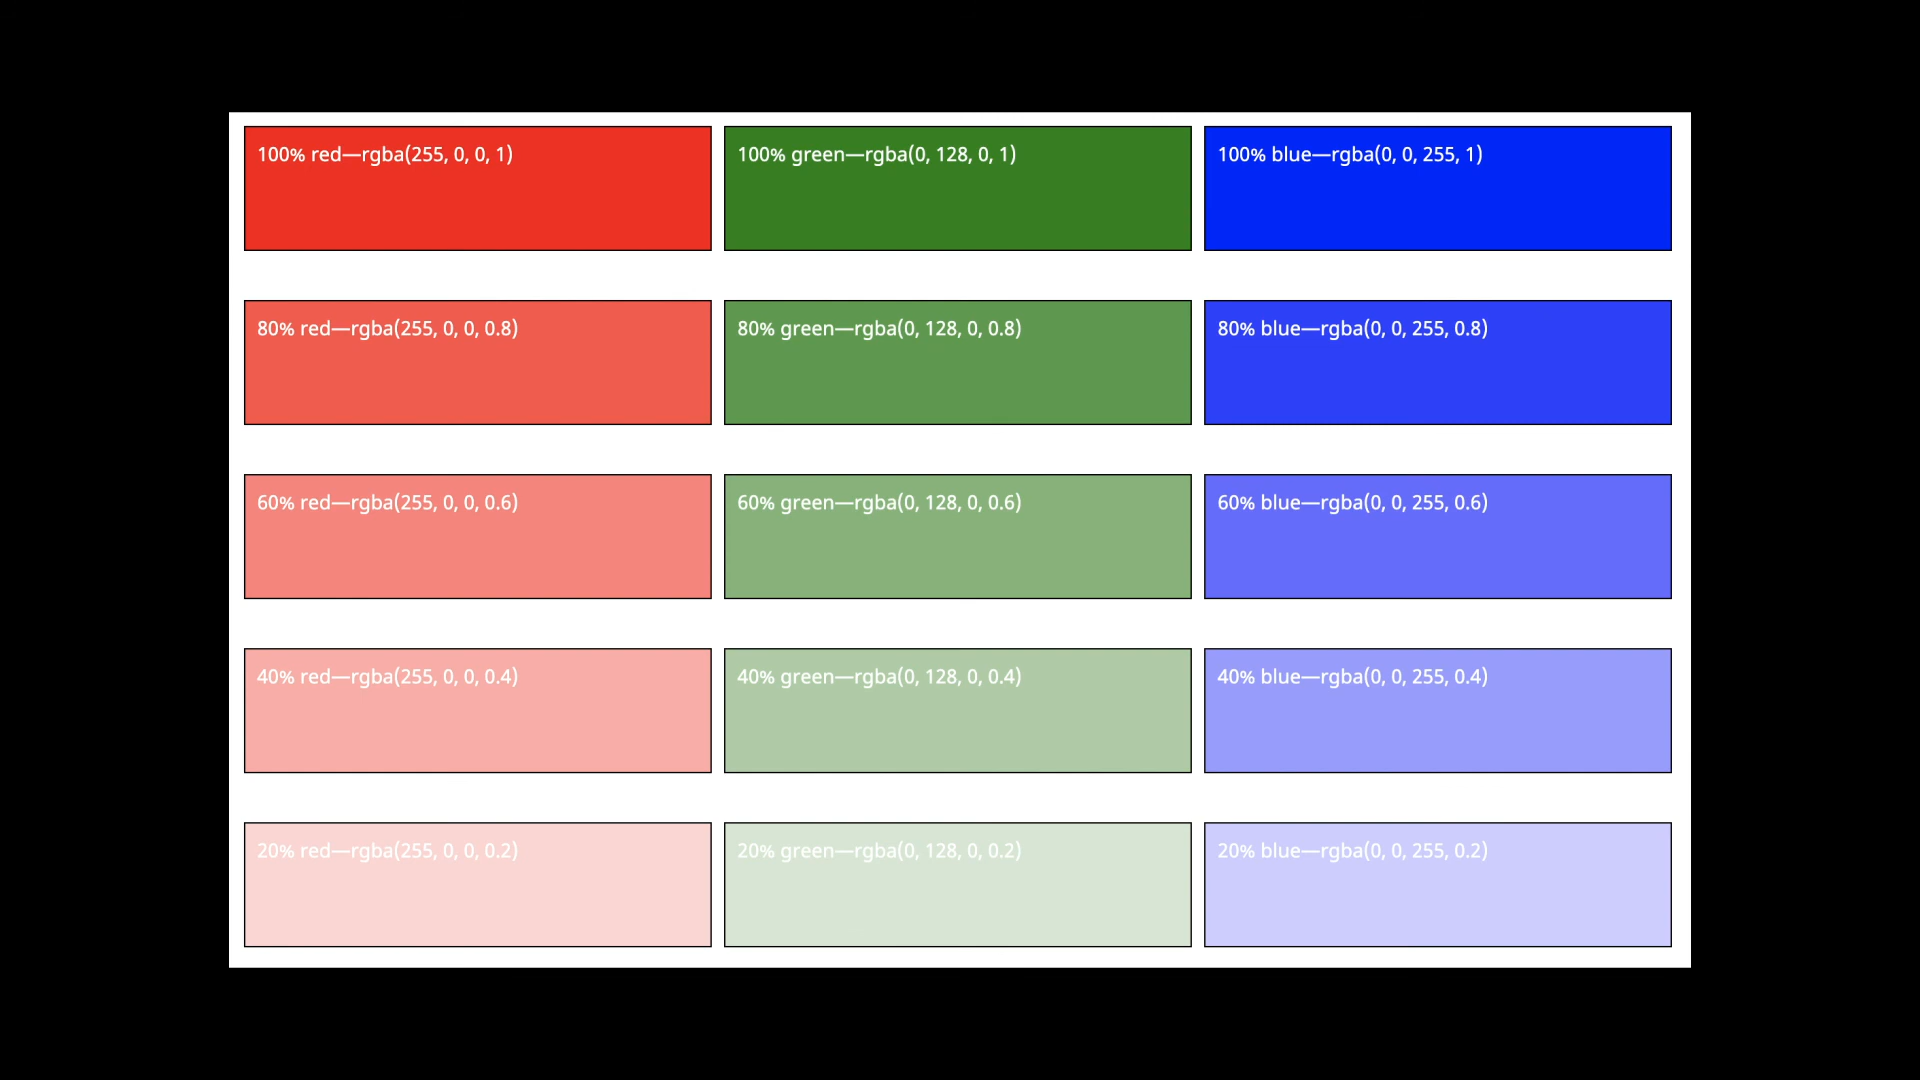 100% red—rgba(255, 0, 0, 1)
100% green—rgba(0, 128, 0, 1)
100% blue—rgba(0, 0, 255, 1)
80% red—rgba(255, 0, 0, 0.8)
80% green—rgba(0, 128, 0, 0.8)
80% blue—rgba(0, 0, 255, 0.8)
60% red—rgba(255, 0, 0, 0.6)
60% green—rgba(0, 128, 0, 0.6)
60% blue—rgba(0, 0, 255, 0.6)
40% red—rgba(255, 0, 0, 0.4)
40% green—rgba(0, 128, 0, 0.4)
40% blue—rgba(0, 0, 255, 0.4)
20% red—rgba(255, 0, 0, 0.2)
20% green—rgba(0, 128, 0, 0.2)
20% blue—rgba(0, 0, 255, 0.2)